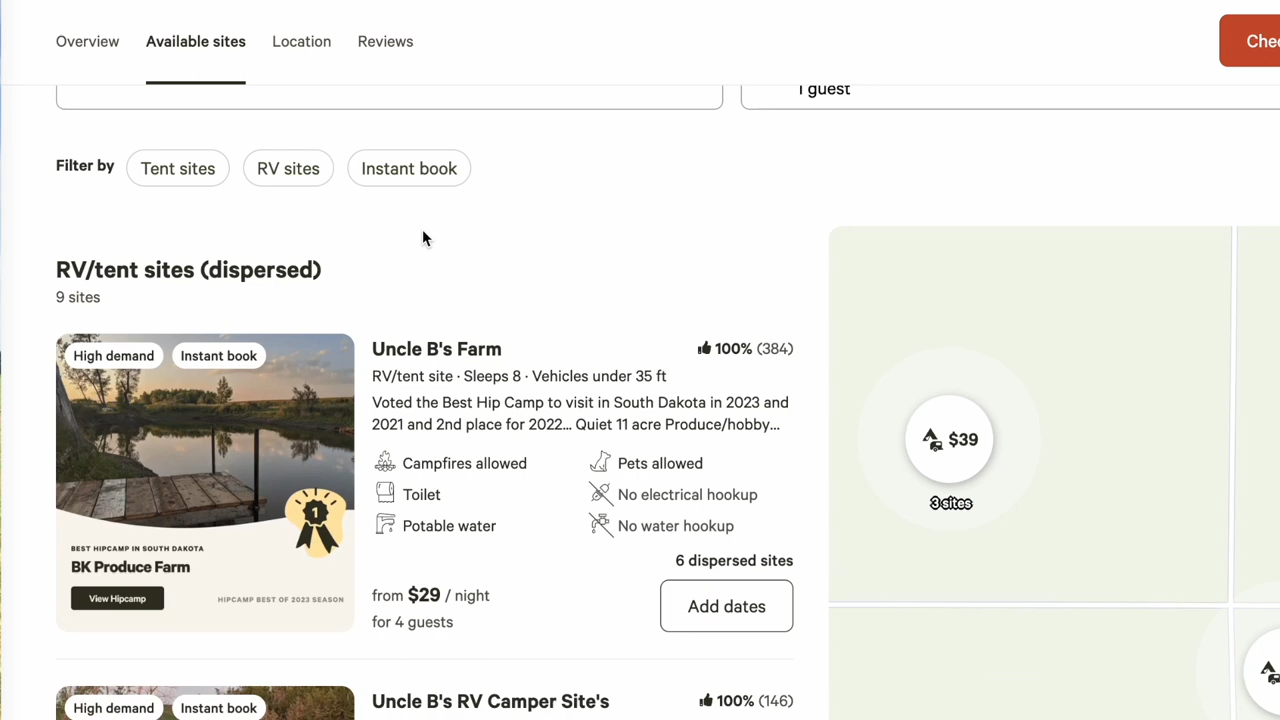 Overview Available sites Location Reviews
1 guest
Filter by Tent sites RV sites Instant book
RV/tent sites (dispersed)
9 sites
High demand Instant book
BEST HIPCAMP IN SOUTH DAKOTA
BK Produce Farm
View Hipcamp HIPCAMP BEST OF 2023 SEASON
1
Uncle B's Farm 100% (384)
RV/tent site · Sleeps 8 · Vehicles under 35 ft
Voted the Best Hip Camp to visit in South Dakota in 2023 and
2021 and 2nd place for 2022... Quiet 11 acre Produce/hobby...
Campfires allowed Pets allowed
Toilet No electrical hookup
Potable water No water hookup
6 dispersed sites
from $29 / night
for 4 guests
Add dates
$39
3 sites
High demand Instant book
Uncle B's RV Camper Site's 100% (146)